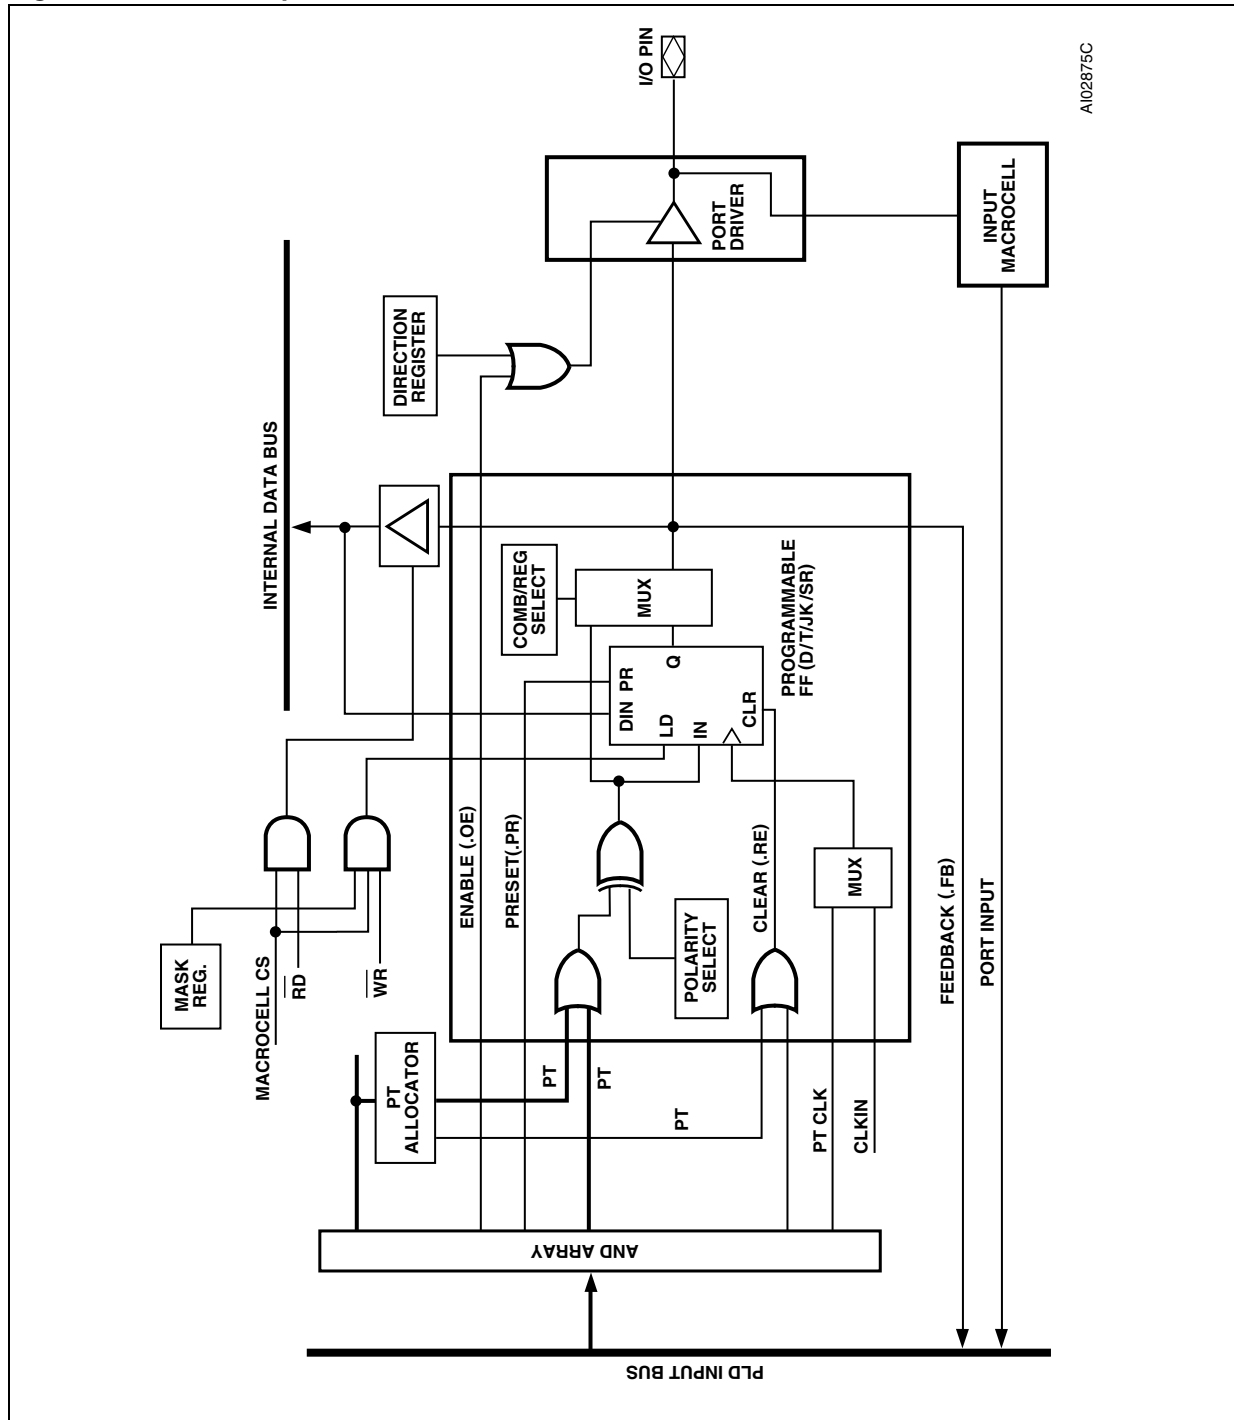 I/O PIN
AI02875C
PORT
DRIVER
INPUT
MACROCELL
DIRECTION
REGISTER
INTERNAL DATA BUS
COMB/REG
SELECT
MUX
PROGRAMMABLE
FF (D/T/JK/SR)
DIN
PR
LD
Q
IN
CLR
ENABLE (.OE)
PRESET(.PR)
CLEAR (.RE)
MUX
POLARITY
SELECT
FEEDBACK (.FB)
PORT INPUT
MASK
REG.
MACROCELL CS
RD
WR
PT
ALLOCATOR
PT
PT
PT
PT CLK
CLKIN
AND ARRAY
PLD INPUT BUS